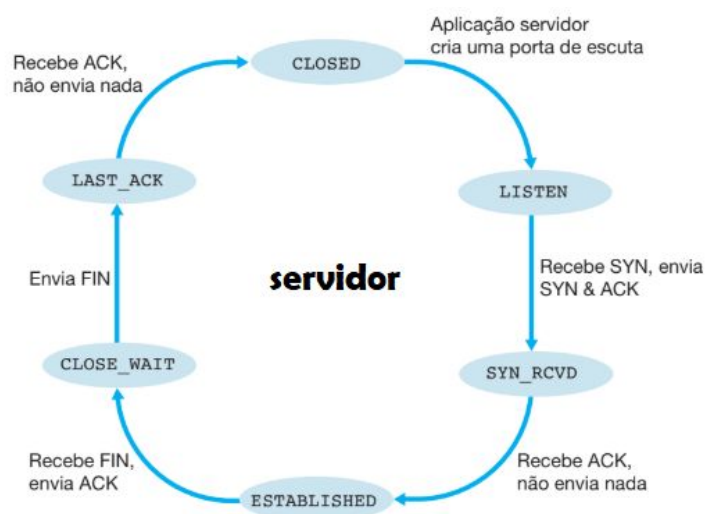 Aplicação servidor
cria uma porta de escuta
Recebe ACK,
não envia nada
CLOSED
LAST_ACK
LISTEN
Envia FIN
servidor
Recebe SYN, envia
SYN & ACK
CLOSE_WAIT
SYN_RCVD
Recebe FIN,
envia ACK
Recebe ACK,
não envia nada
ESTABLISHED